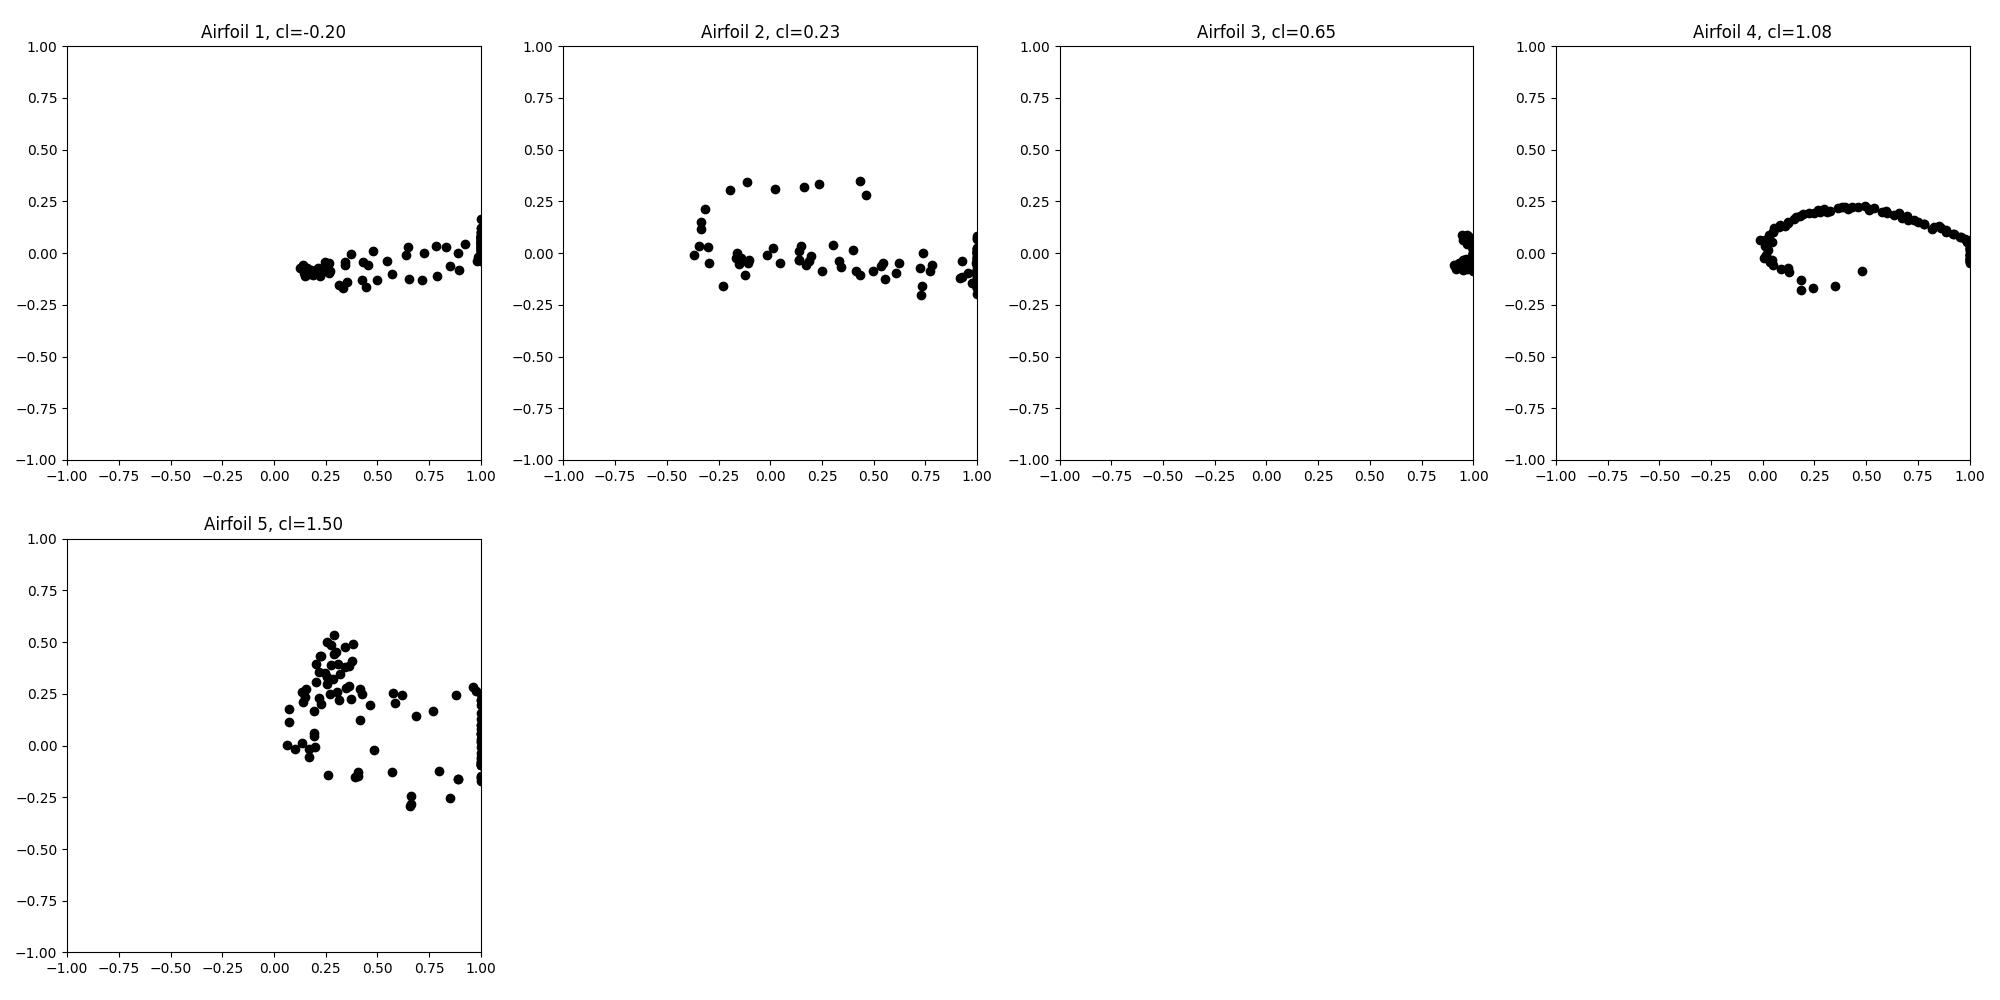 Airfoil 1, cl=-0.20
Airfoil 2, cl=0.23
Airfoil 3, cl=0.65
Airfoil 4, cl=1.08
1.00 1.00 1.00 1.00
0.75 0.75 0.75 0.75
0.50 0.50 0.50 0.50
0.25 0.25 0.25 0.25
0.00 0.00 0.00 0.00
−0.25 −0.25 −0.25 −0.25
−0.50 −0.50 −0.50 −0.50
−0.75 −0.75 −0.75 −0.75
−1.00 −1.00 −1.00 −1.00
−1.00 −0.75 −0.50 −0.25 0.00 0.25 0.50 0.75 1.00
−1.00 −0.75 −0.50 −0.25 0.00 0.25 0.50 0.75 1.00
−1.00 −0.75 −0.50 −0.25 0.00 0.25 0.50 0.75 1.00
−1.00 −0.75 −0.50 −0.25 0.00 0.25 0.50 0.75 1.00
Airfoil 5, cl=1.50
1.00
0.75
0.50
0.25
0.00
−0.25
−0.50
−0.75
−1.00
−1.00 −0.75 −0.50 −0.25 0.00 0.25 0.50 0.75 1.00